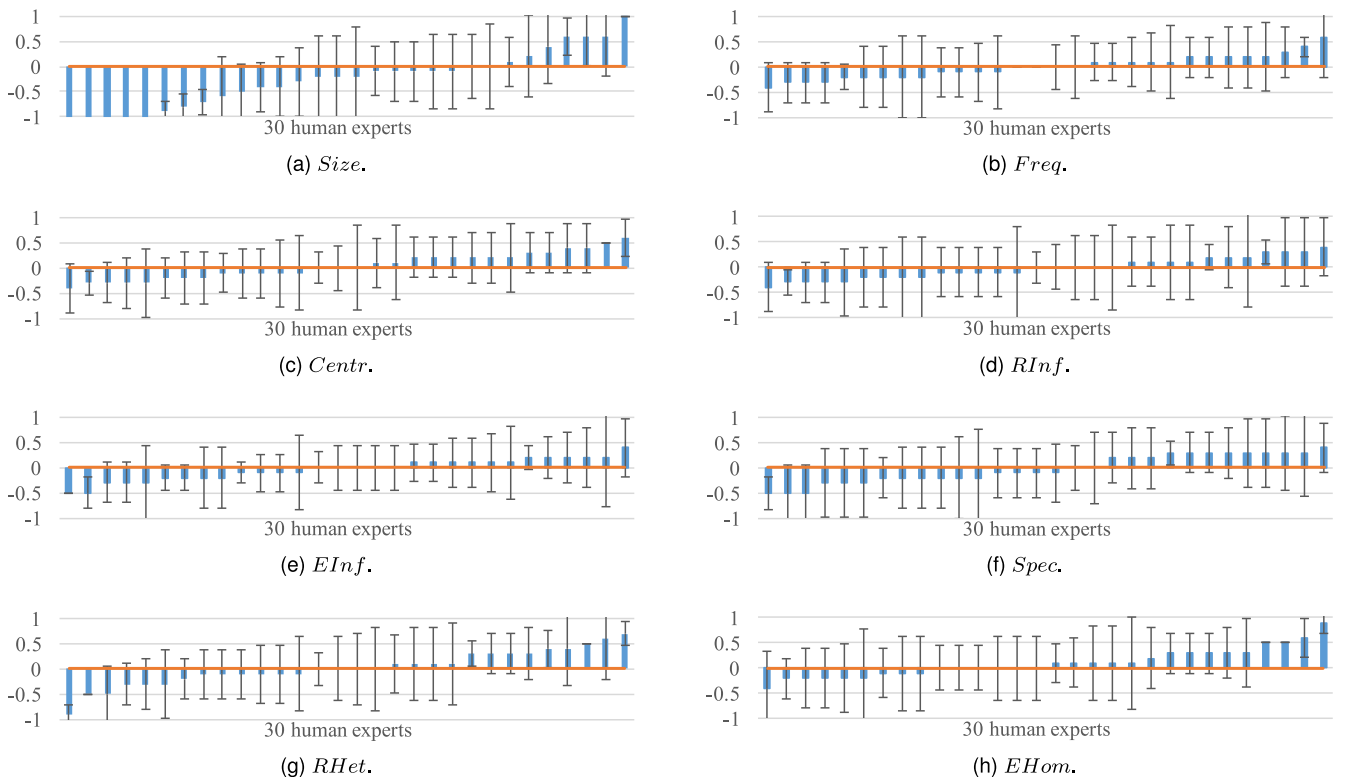 1
0.5
0
-0.5
-1
30 human experts
(a) Size.
1
0.5
0
-0.5
-1
30 human experts
(b) Freq.
1
0.5
0
-0.5
-1
30 human experts
(c) Centr.
1
0.5
0
-0.5
-1
30 human experts
(d) RInf.
1
0.5
0
-0.5
-1
30 human experts
(e) EInf.
1
0.5
0
-0.5
-1
30 human experts
(f) Spec.
1
0.5
0
-0.5
-1
30 human experts
(g) RHet.
1
0.5
0
-0.5
-1
30 human experts
(h) EHom.